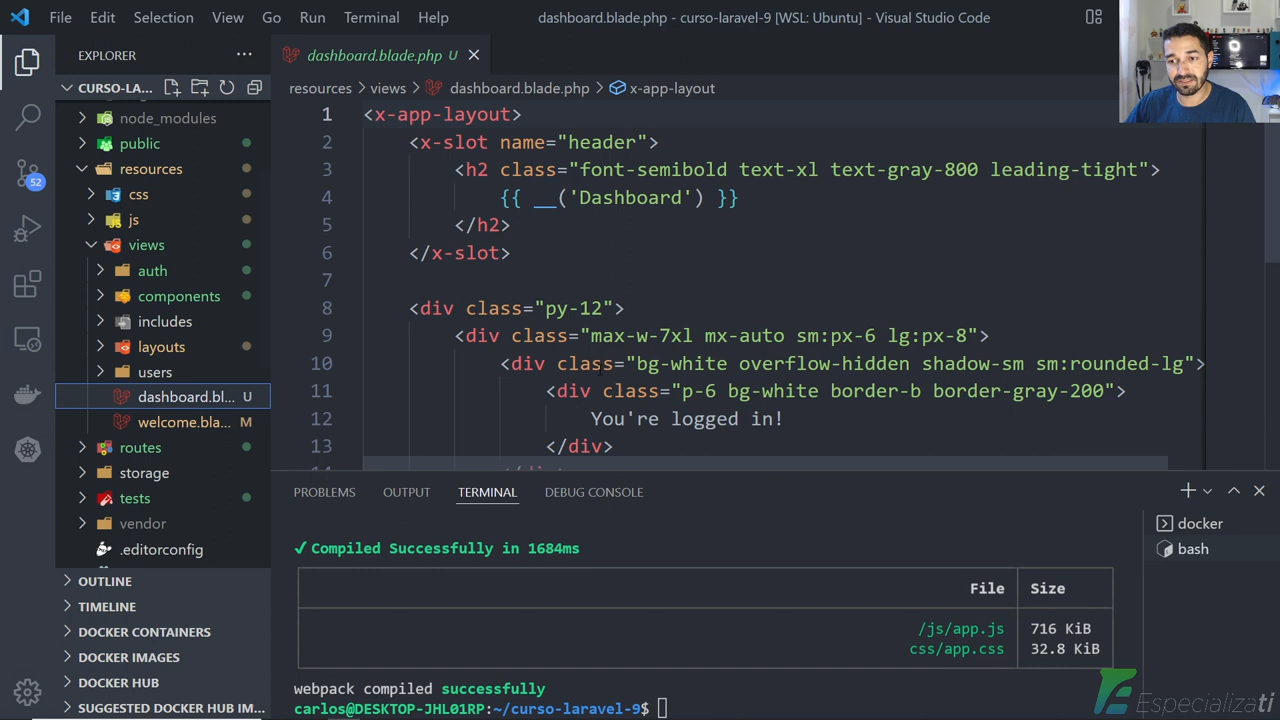 File Edit Selection View Go Run Terminal Help
dashboard.blade.php - curso-laravel-9 [WSL: Ubuntu] - Visual Studio Code
EXPLORER
CURSO-LA...
node_modules
public
resources
css
js
views
auth
components
includes
layouts
users
dashboard.bl... U
welcome.bla... M
routes
storage
tests
vendor
.editorconfig
OUTLINE
TIMELINE
DOCKER CONTAINERS
DOCKER IMAGES
DOCKER HUB
SUGGESTED DOCKER HUB IM...
52
dashboard.blade.php U
resources > views > dashboard.blade.php > x-app-layout
1 <x-app-layout>
2 <x-slot name="header">
3 <h2 class="font-semibold text-xl text-gray-800 leading-tight">
4 {{ __('Dashboard') }}
5 </h2>
6 </x-slot>
7
8 <div class="py-12">
9 <div class="max-w-7xl mx-auto sm:px-6 lg:px-8">
10 <div class="bg-white overflow-hidden shadow-sm sm:rounded-lg">
11 <div class="p-6 bg-white border-b border-gray-200">
12 You're logged in!
13 </div>
PROBLEMS OUTPUT TERMINAL DEBUG CONSOLE
✓Compiled Successfully in 1684ms
File Size
/js/app.js 716 KiB
css/app.css 32.8 KiB
webpack compiled successfully
carlos@DESKTOP-JHL01RP:~/curso-laravel-9$
docker
bash
Especializati